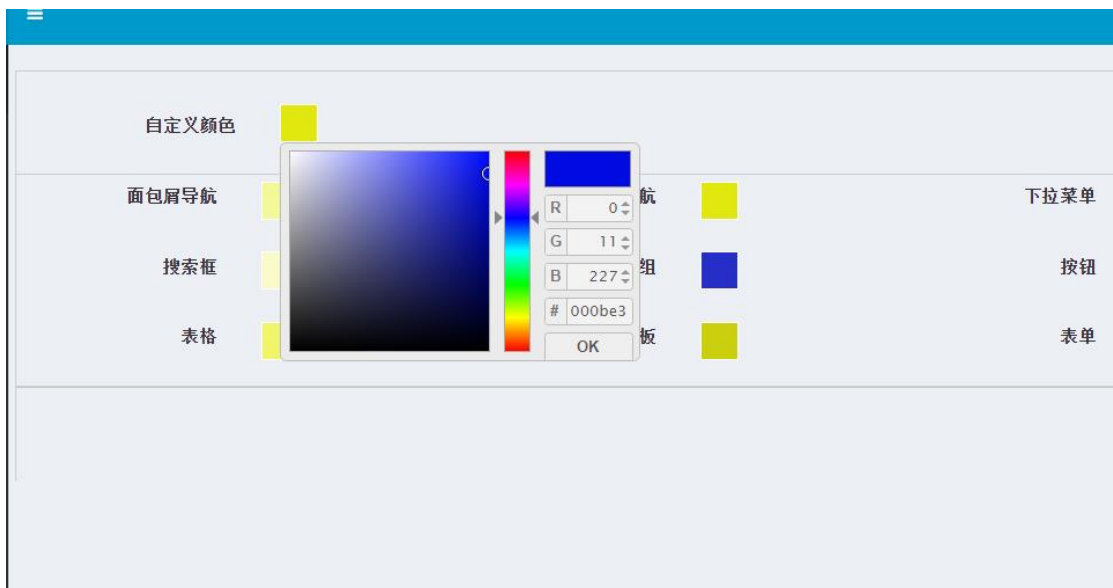 自定义颜色
面包屑导航
航
下拉菜单
R 0
G 11
搜索框
组
按钮
B 227
# 000be3
表格
板
表单
OK